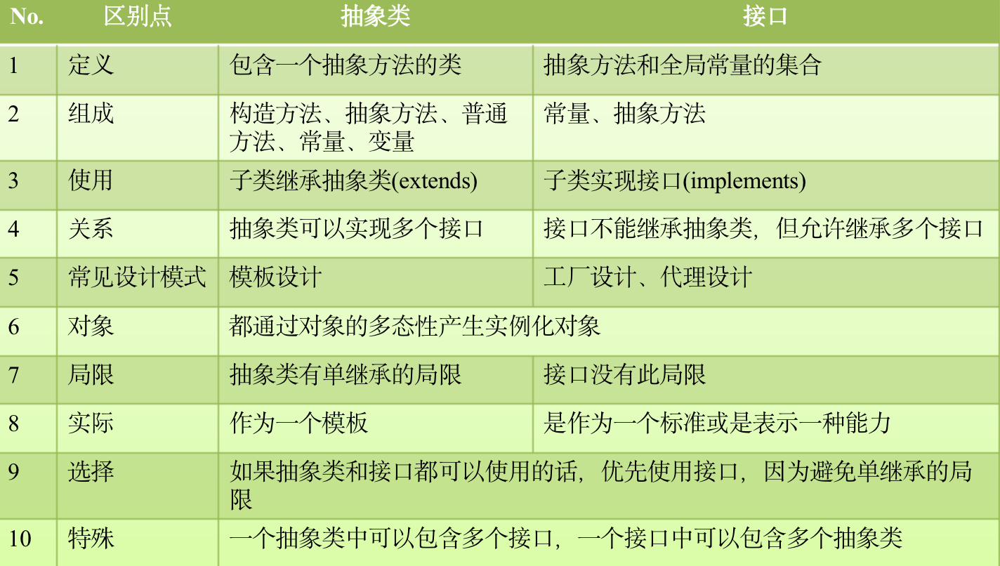 No. 区别点 抽象类 接口
1 定义 包含一个抽象方法的类 抽象方法和全局常量的集合
2 组成 构造方法、抽象方法、普通 常量、抽象方法
方法、常量、变量
3 使用 子类继承抽象类(extends) 子类实现接口(implements)
4 关系 抽象类可以实现多个接口 接口不能继承抽象类，但允许继承多个接口
5 常见设计模式 模板设计 工厂设计、代理设计
6 对象 都通过对象的多态性产生实例化对象
7 局限 抽象类有单继承的局限 接口没有此局限
8 实际 作为一个模板 是作为一个标准或是表示一种能力
9 选择 如果抽象类和接口都可以使用的话，优先使用接口，因为避免单继承的局
限
10 特殊 一个抽象类中可以包含多个接口，一个接口中可以包含多个抽象类